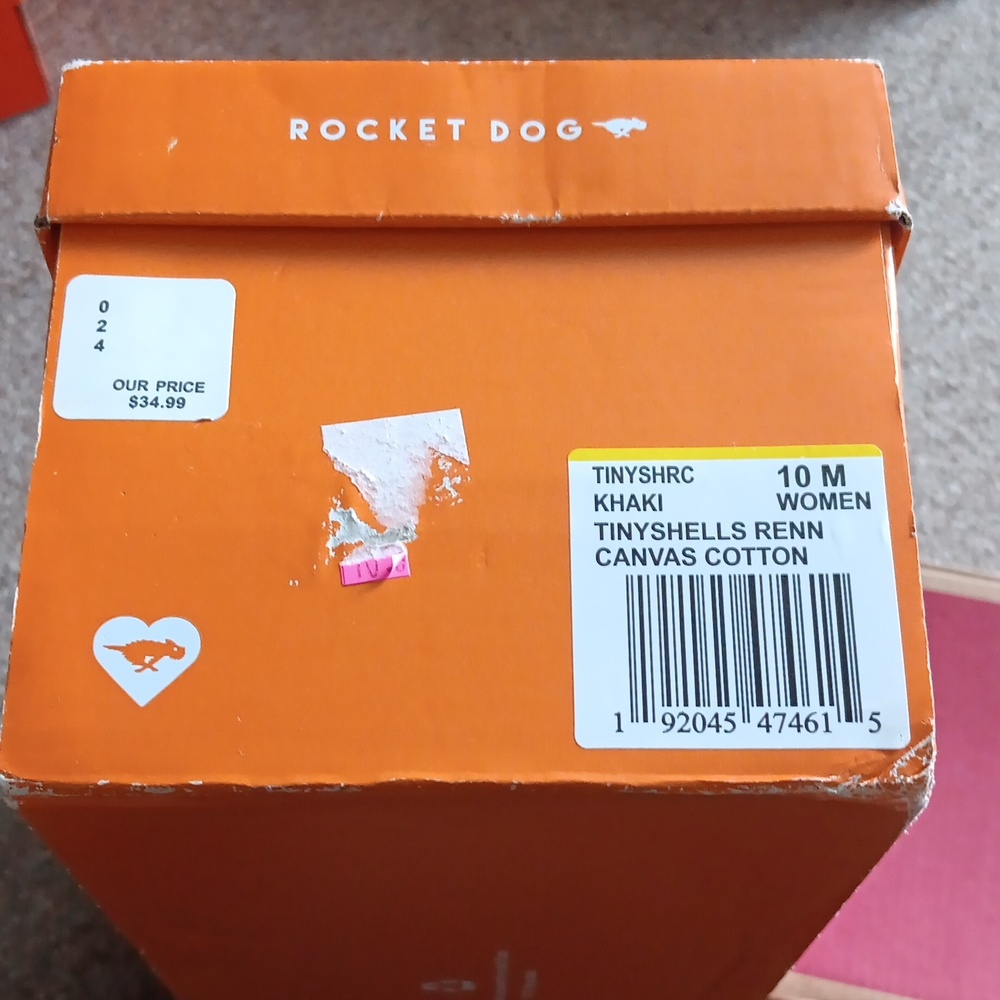 ROCKET DOG
0
2
4
OUR PRICE
$34.99
TINYSHRC 10 M
KHAKI WOMEN
TINYSHELLS RENN
CANVAS COTTON
1 92045 47461 5